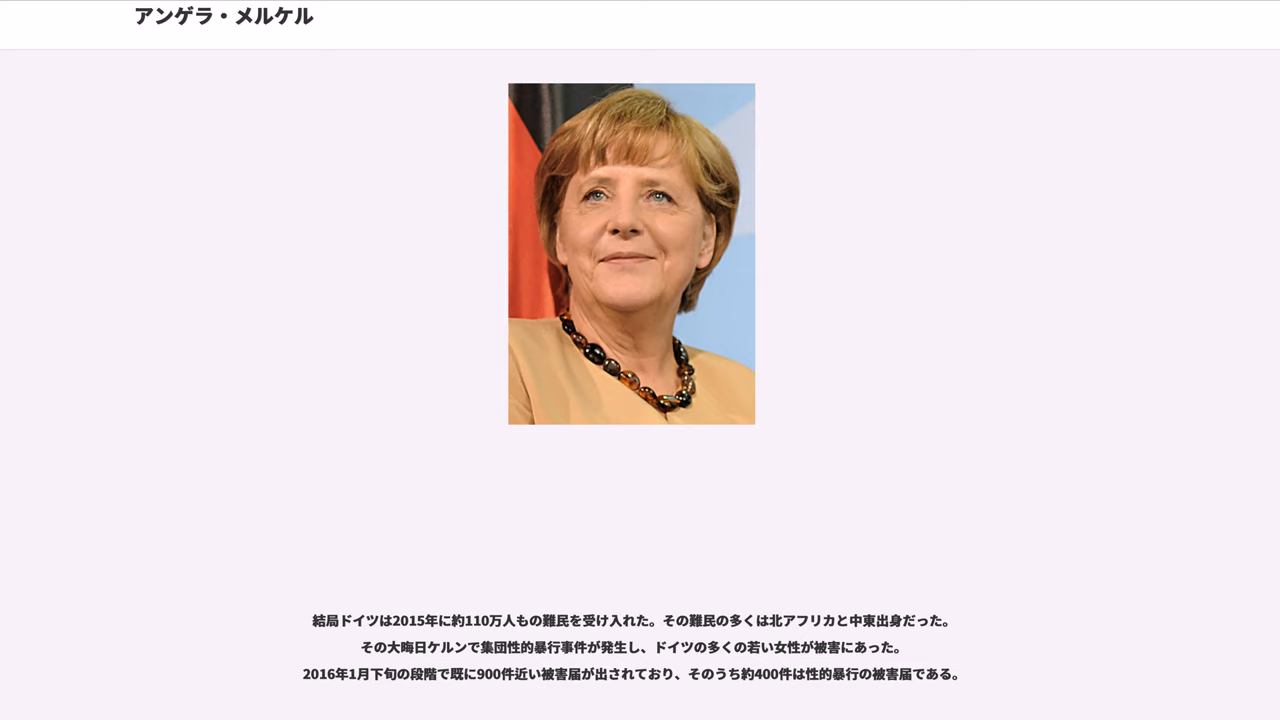 アンゲラ・メルケル
結局ドイツは2015年に約110万人もの難民を受け入れた。その難民の多くは北アフリカと中東出身だった。
その大晦日ケルンで集団性的暴行事件が発生し、ドイツの多くの若い女性が被害にあった。
2016年1月下旬の段階で既に900件近い被害届が出されており、そのうち約400件は性的暴行の被害届である。